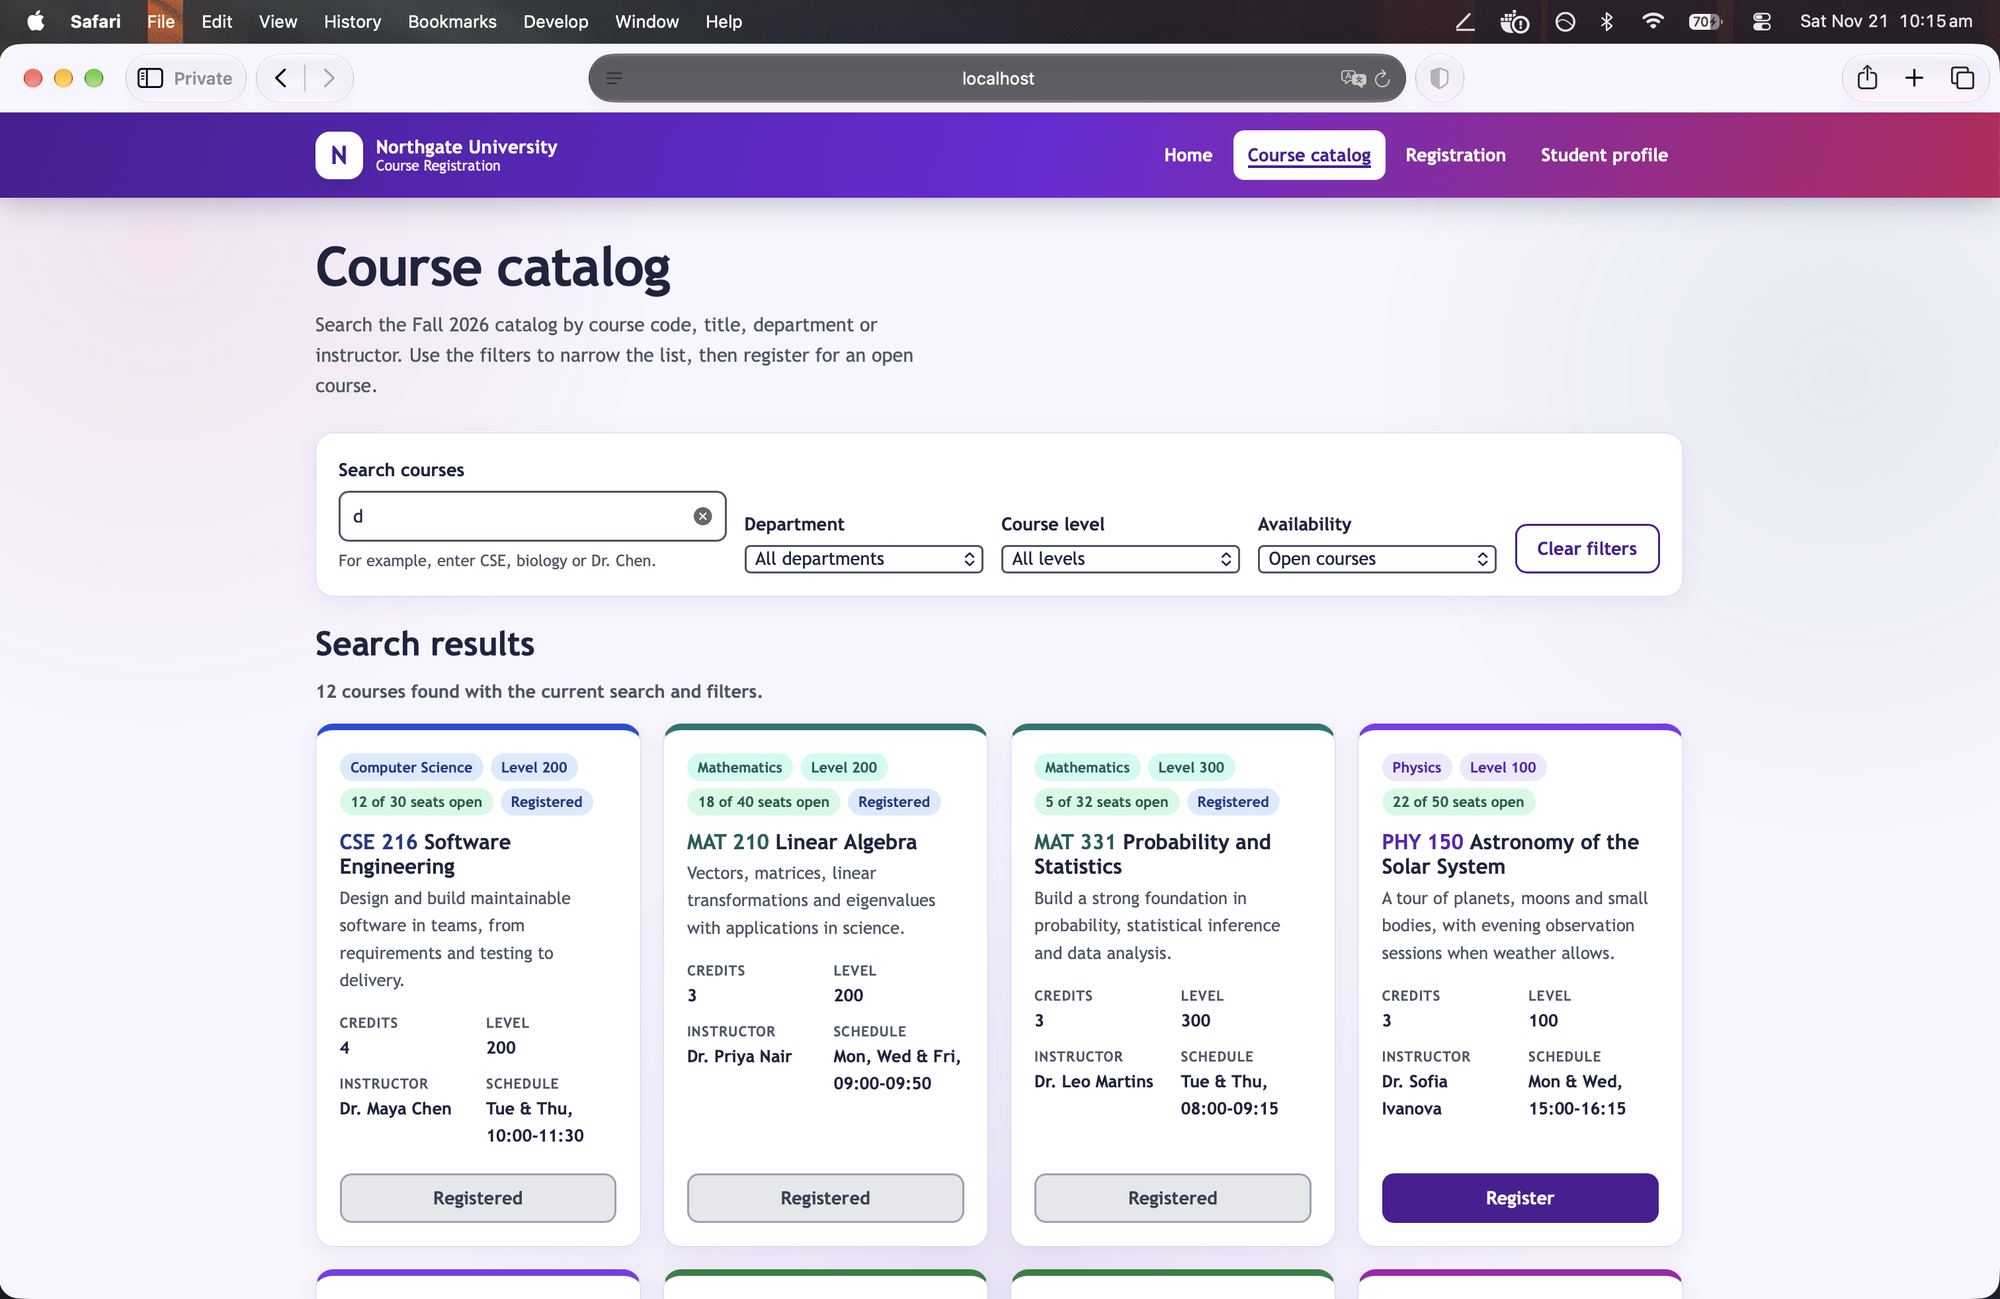 Safari File Edit View History Bookmarks Develop Window Help 70 Sat Nov 21 10:15 am
Private localhost
N
Northgate University
Course Registration
Home Course catalog Registration Student profile
Course catalog
Search the Fall 2026 catalog by course code, title, department or
instructor. Use the filters to narrow the list, then register for an open
course.
Search courses
d
For example, enter CSE, biology or Dr. Chen.
Department
All departments
Course level
All levels
Availability
Open courses
Clear filters
Search results
12 courses found with the current search and filters.
Computer Science Level 200
12 of 30 seats open Registered
CSE 216 Software
Engineering
Design and build maintainable
software in teams, from
requirements and testing to
delivery.
CREDITS
4
LEVEL
200
INSTRUCTOR
Dr. Maya Chen
SCHEDULE
Tue & Thu,
10:00-11:30
Registered
Mathematics Level 200
18 of 40 seats open Registered
MAT 210 Linear Algebra
Vectors, matrices, linear
transformations and eigenvalues
with applications in science.
CREDITS
3
LEVEL
200
INSTRUCTOR
Dr. Priya Nair
SCHEDULE
Mon, Wed & Fri,
09:00-09:50
Registered
Mathematics Level 300
5 of 32 seats open Registered
MAT 331 Probability and
Statistics
Build a strong foundation in
probability, statistical inference
and data analysis.
CREDITS
3
LEVEL
300
INSTRUCTOR
Dr. Leo Martins
SCHEDULE
Tue & Thu,
08:00-09:15
Registered
Physics Level 100
22 of 50 seats open
PHY 150 Astronomy of the
Solar System
A tour of planets, moons and small
bodies, with evening observation
sessions when weather allows.
CREDITS
3
LEVEL
100
INSTRUCTOR
Dr. Sofia
Ivanova
SCHEDULE
Mon & Wed,
15:00-16:15
Register